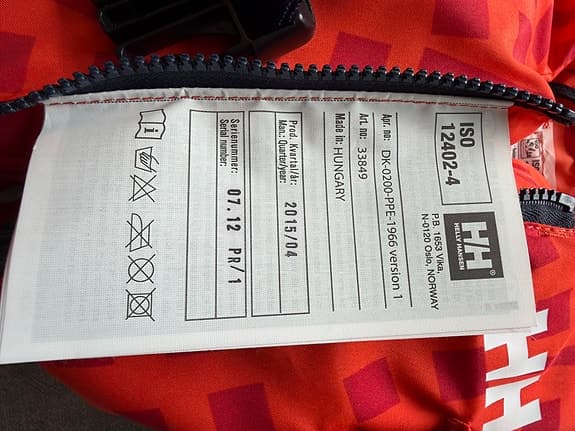 ISO
12402-4
H/H
HELLY HANSEN
®
P.B. 1653 Vika,
N-0120 Oslo, NORWAY
Apr. no: DK-0200-PPE-1966 version 1
Art. no: 33849
Made in: HUNGARY
Prod. Kvartal/år:
Man.: Quarter/year:
2015/04
Serienummer:
Serial number:
07.12 PR/1
i
HH